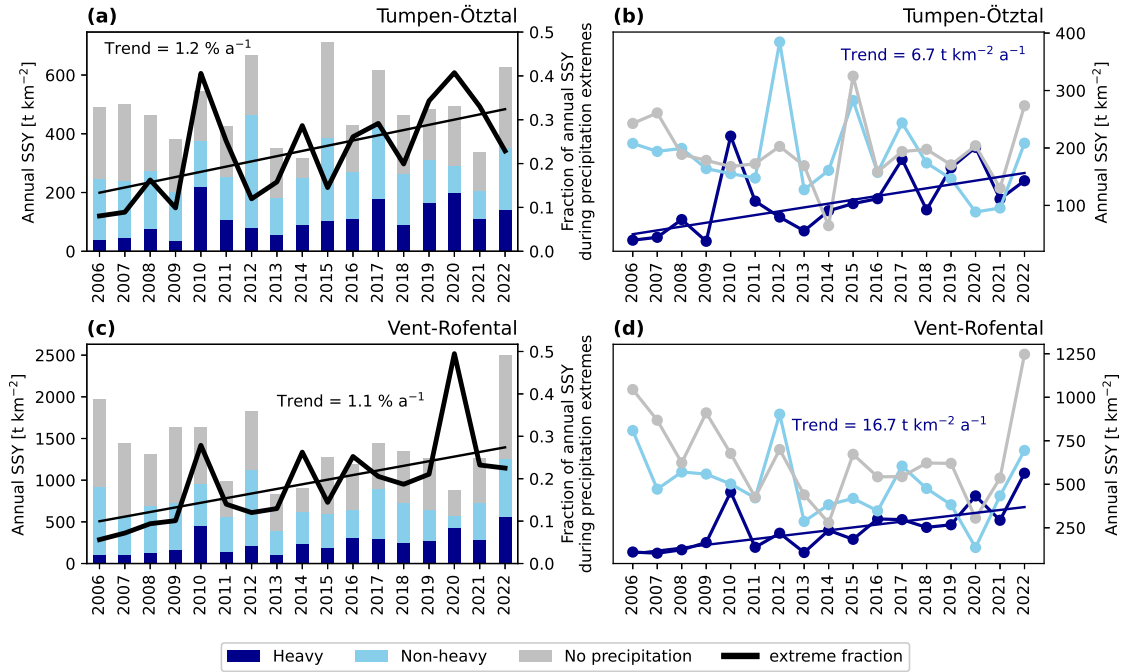 (a) Tumpen-Ötztal
Trend = 1.2 % a⁻¹
Annual SSY [t km⁻²]
0
200
400
600
0.0
0.1
0.2
0.3
0.4
0.5
Fraction of annual SSY
during precipitation extremes
2006 2007 2008 2009 2010 2011 2012 2013 2014 2015 2016 2017 2018 2019 2020 2021 2022
(b) Tumpen-Ötztal
Trend = 6.7 t km⁻² a⁻¹
400
300
200
100
Annual SSY [t km⁻²]
2006 2007 2008 2009 2010 2011 2012 2013 2014 2015 2016 2017 2018 2019 2020 2021 2022
(c) Vent-Rofental
Trend = 1.1 % a⁻¹
Annual SSY [t km⁻²]
0
500
1000
1500
2000
2500
0.0
0.1
0.2
0.3
0.4
0.5
Fraction of annual SSY
during precipitation extremes
2006 2007 2008 2009 2010 2011 2012 2013 2014 2015 2016 2017 2018 2019 2020 2021 2022
(d) Vent-Rofental
Trend = 16.7 t km⁻² a⁻¹
1250
1000
750
500
250
Annual SSY [t km⁻²]
2006 2007 2008 2009 2010 2011 2012 2013 2014 2015 2016 2017 2018 2019 2020 2021 2022
Heavy Non-heavy No precipitation extreme fraction